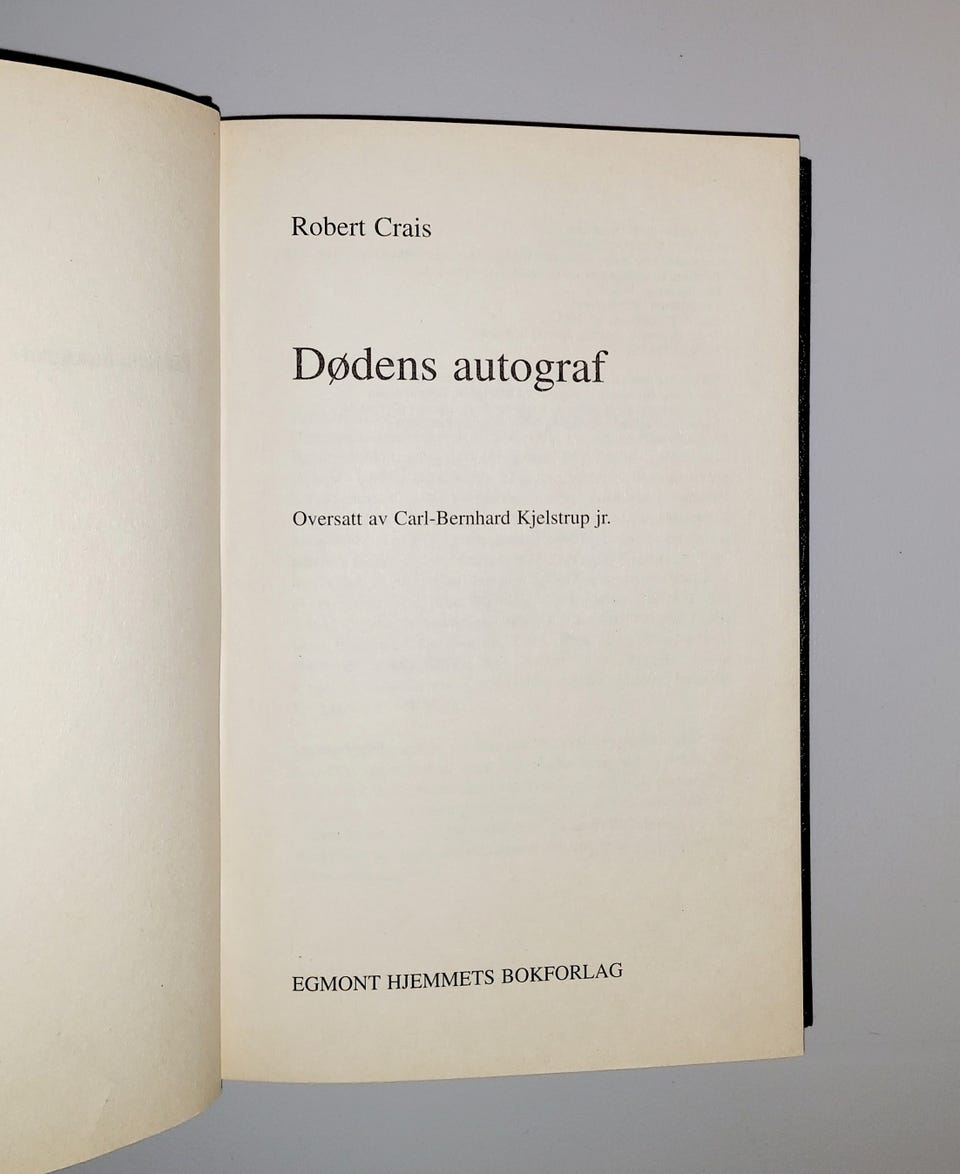 Robert Crais
Dødens autograf
Oversatt av Carl-Bernhard Kjelstrup jr.
EGMONT HJEMMETS BOKFORLAG